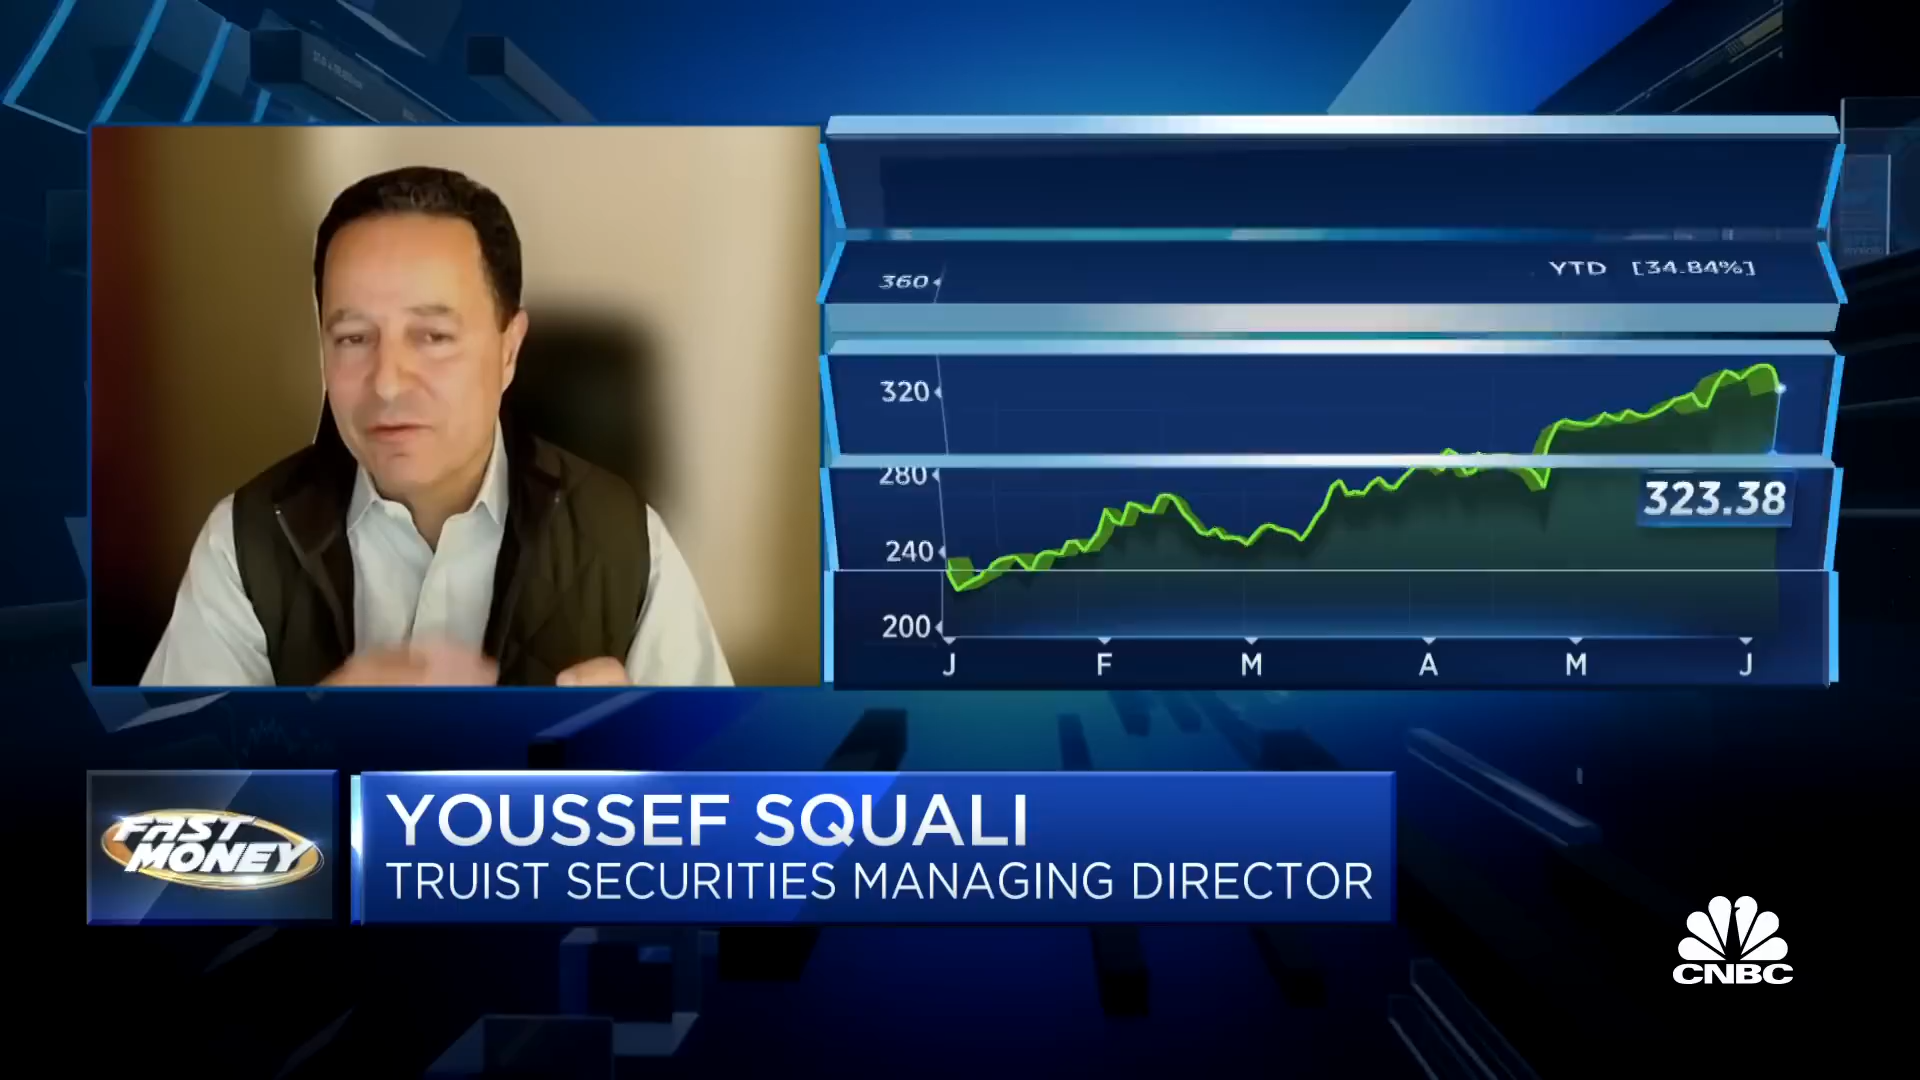 YTD [34.84%]
360
320
280
240
200
323.38
J F M A M J
FAST
MONEY
YOUSSEF SQUALI
TRUIST SECURITIES MANAGING DIRECTOR
CNBC